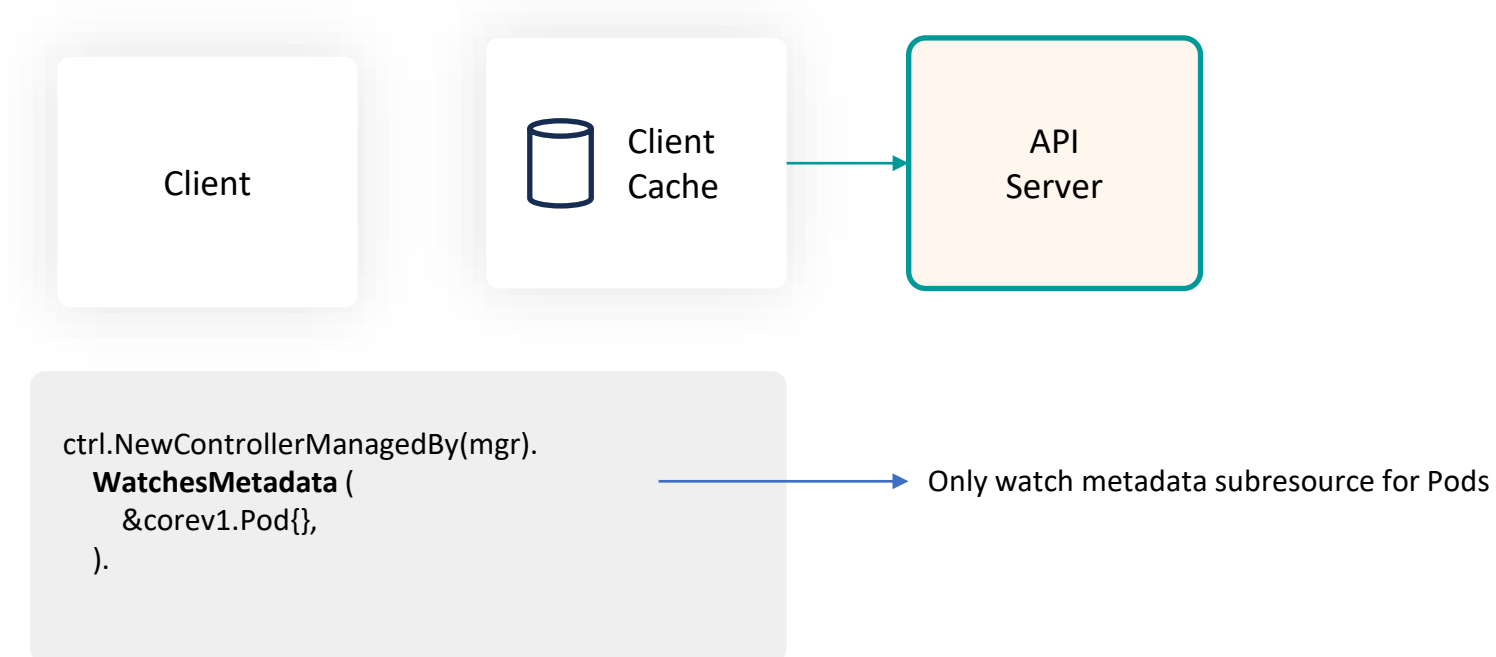 Client
Client
Cache
API
Server
ctrl.NewControllerManagedBy(mgr).
WatchesMetadata (
&corev1.Pod{},
).
Only watch metadata subresource for Pods